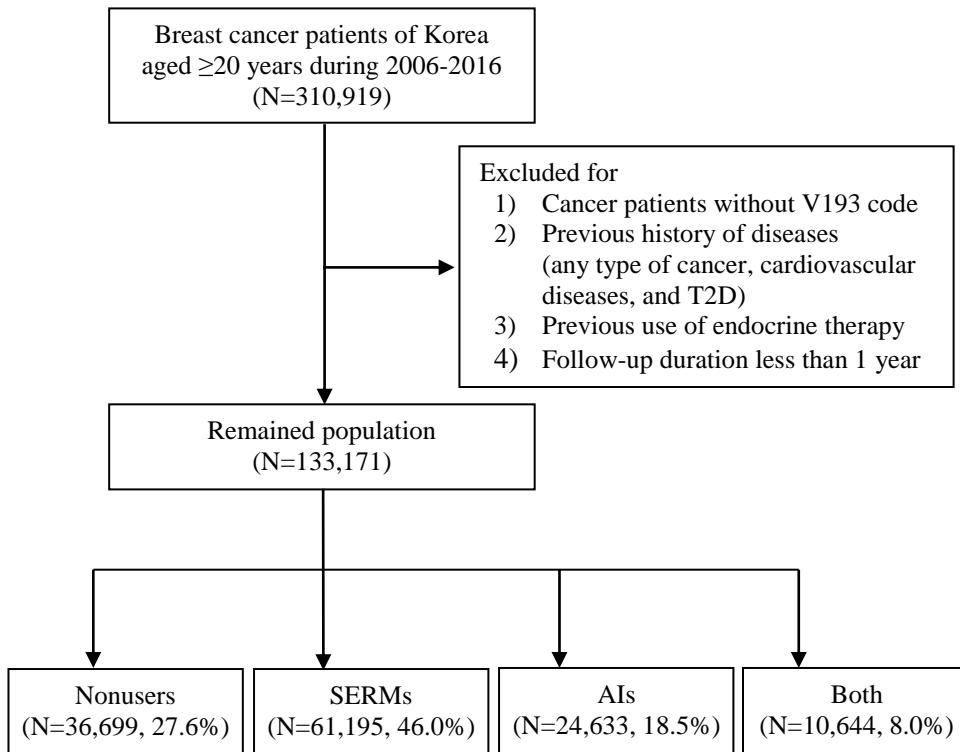 Breast cancer patients of Korea
aged ≥20 years during 2006-2016
(N=310,919)
Excluded for
1) Cancer patients without V193 code
2) Previous history of diseases
(any type of cancer, cardiovascular
diseases, and T2D)
3) Previous use of endocrine therapy
4) Follow-up duration less than 1 year
Remained population
(N=133,171)
Nonusers
(N=36,699, 27.6%)
SERMs
(N=61,195, 46.0%)
AIs
(N=24,633, 18.5%)
Both
(N=10,644, 8.0%)